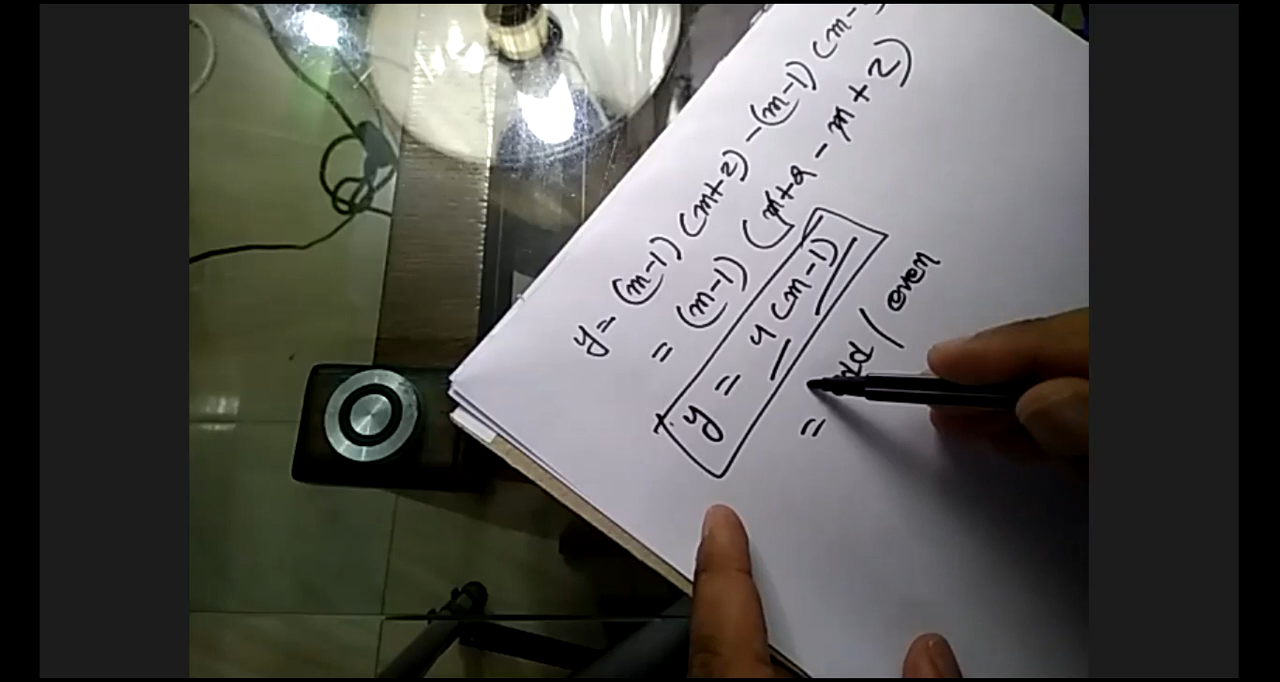 y = (m-1) (m+2) - (m-1) (m-
= (m-1) (m+2 - m + 2)
y = 4 (m-1)
= odd / even